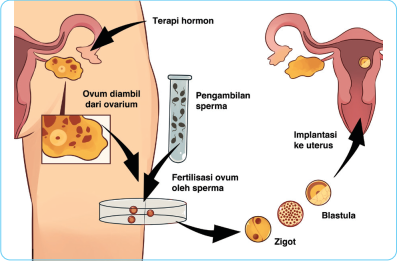 Terapi hormon
Ovum diambil
dari ovarium
Pengambilan
sperma
Fertilisasi ovum
oleh sperma
Implantasi
ke uterus
Blastula
Zigot